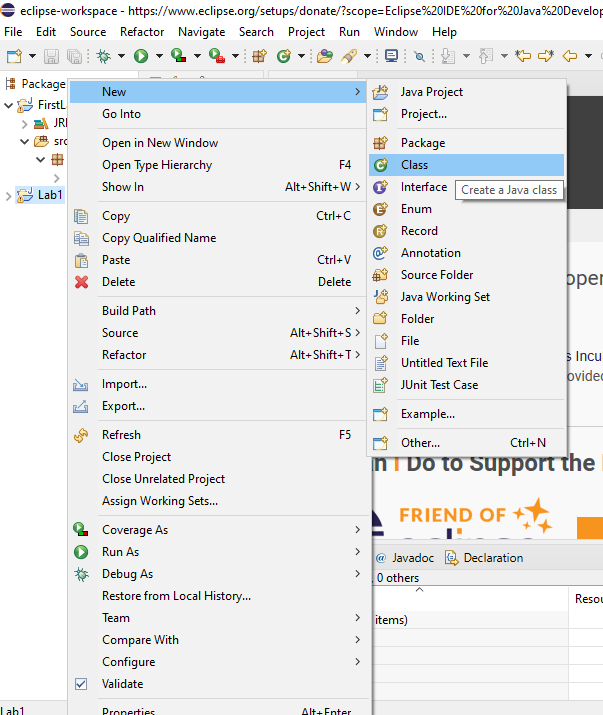 eclipse-workspace - https://www.eclipse.org/setups/donate/?scope=Eclipse%20IDE%20for%20Java%20Develop
File Edit Source Refactor Navigate Search Project Run Window Help
Package
FirstLa
JRE
src
Lab1
New
Go Into
Open in New Window
Open Type Hierarchy F4
Show In Alt+Shift+W
Copy Ctrl+C
Copy Qualified Name
Paste Ctrl+V
Delete Delete
Build Path
Source Alt+Shift+S
Refactor Alt+Shift+T
Import...
Export...
Refresh F5
Close Project
Close Unrelated Project
Assign Working Sets...
Coverage As
Run As
Debug As
Restore from Local History...
Team
Compare With
Configure
Validate
Properties Alt+Enter
Java Project
Project...
Package
Class
Interface
Create a Java class
Enum
Record
Annotation
Source Folder
Java Working Set
Folder
File
Untitled Text File
JUnit Test Case
Example...
Other... Ctrl+N
oper
s Incu
ovided
n I Do to Support the
FRIEND OF
eclipse
@ Javadoc Declaration
, 0 others
Resou
items)
Lab1